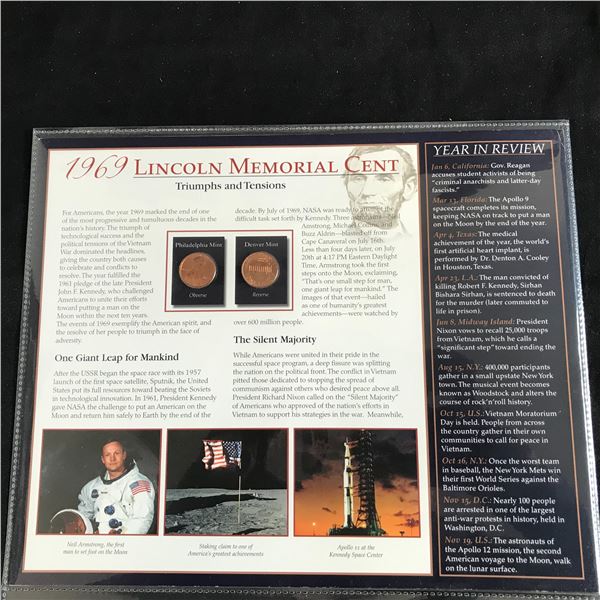 1969 LINCOLN MEMORIAL CENT
Triumphs and Tensions
For Americans, the year 1969 marked the end of one
of the most progressive and tumultuous decades in the
nation's history. The triumph of
technological success and the
political tensions of the Vietnam
War dominated the headlines,
giving the country both causes
to celebrate and conflicts to
resolve. The year fulfilled the
1961 pledge of the late President
John F. Kennedy, who challenged
Americans to unite their efforts
toward putting a man on the
Moon within the next ten years.
The events of 1969 exemplify the American spirit, and
the resolve of her people to triumph in the face of
adversity.
One Giant Leap for Mankind
After the USSR began the space race with its 1957
launch of the first space satellite, Sputnik, the United
States put its full resources toward beating the Soviets
in technological innovation. In 1961, President Kennedy
gave NASA the challenge to put an American on the
Moon and return him safely to Earth by the end of the
Philadelphia Mint
Obverse
Denver Mint
Reverse
decade. By July of 1969, NASA was ready to attempt the
difficult task set forth by Kennedy. Three astronauts—Neil
Armstrong, Michael Collins, and
Buzz Aldrin—blasted off from
Cape Canaveral on July 16th.
Less than four days later, on July
20th at 4:17 PM Eastern Daylight
Time, Armstrong took the first
steps onto the Moon, exclaiming,
"That's one small step for man;
one giant leap for mankind." The
images of that event—hailed
as one of humanity's greatest
achievements—were watched by
over 600 million people.
The Silent Majority
While Americans were united in their pride in the
successful space program, a deep fissure was splitting
the nation on the political front. The conflict in Vietnam
pitted those dedicated to stopping the spread of
communism against others who desired peace above all.
President Richard Nixon called on the "Silent Majority"
of Americans who approved of the nation's efforts in
Vietnam to support his strategies in the war. Meanwhile,
Neil Armstrong, the first
man to set foot on the Moon
Staking claim to one of
America's greatest achievements
Apollo 11 at the
Kennedy Space Center
YEAR IN REVIEW
Jan 6, California: Gov. Reagan
accuses student activists of being
"criminal anarchists and latter-day
fascists."
Mar 13, Florida: The Apollo 9
spacecraft completes its mission,
keeping NASA on track to put a man
on the Moon by the end of the year.
Apr 4, Texas: The medical
achievement of the year, the world's
first artificial heart implant, is
performed by Dr. Denton A. Cooley
in Houston, Texas.
Apr 23, L.A.: The man convicted of
killing Robert F. Kennedy, Sirhan
Bishara Sirhan, is sentenced to death
for the murder (later commuted to
life in prison).
Jun 8, Midway Island: President
Nixon vows to recall 25,000 troops
from Vietnam, which he calls a
"significant step" toward ending the
war.
Aug 15, N.Y.: 400,000 participants
gather in a small upstate New York
town. The musical event becomes
known as Woodstock and alters the
course of rock'n'roll history.
Oct 15, U.S.: Vietnam Moratorium
Day is held. People from across
the country gather in their own
communities to call for peace in
Vietnam.
Oct 16, N.Y.: Once the worst team
in baseball, the New York Mets win
their first World Series against the
Baltimore Orioles.
Nov 15, D.C.: Nearly 100 people
are arrested in one of the largest
anti-war protests in history, held in
Washington, D.C.
Nov 19, U.S.: The astronauts of
the Apollo 12 mission, the second
American voyage to the Moon, walk
on the lunar surface.